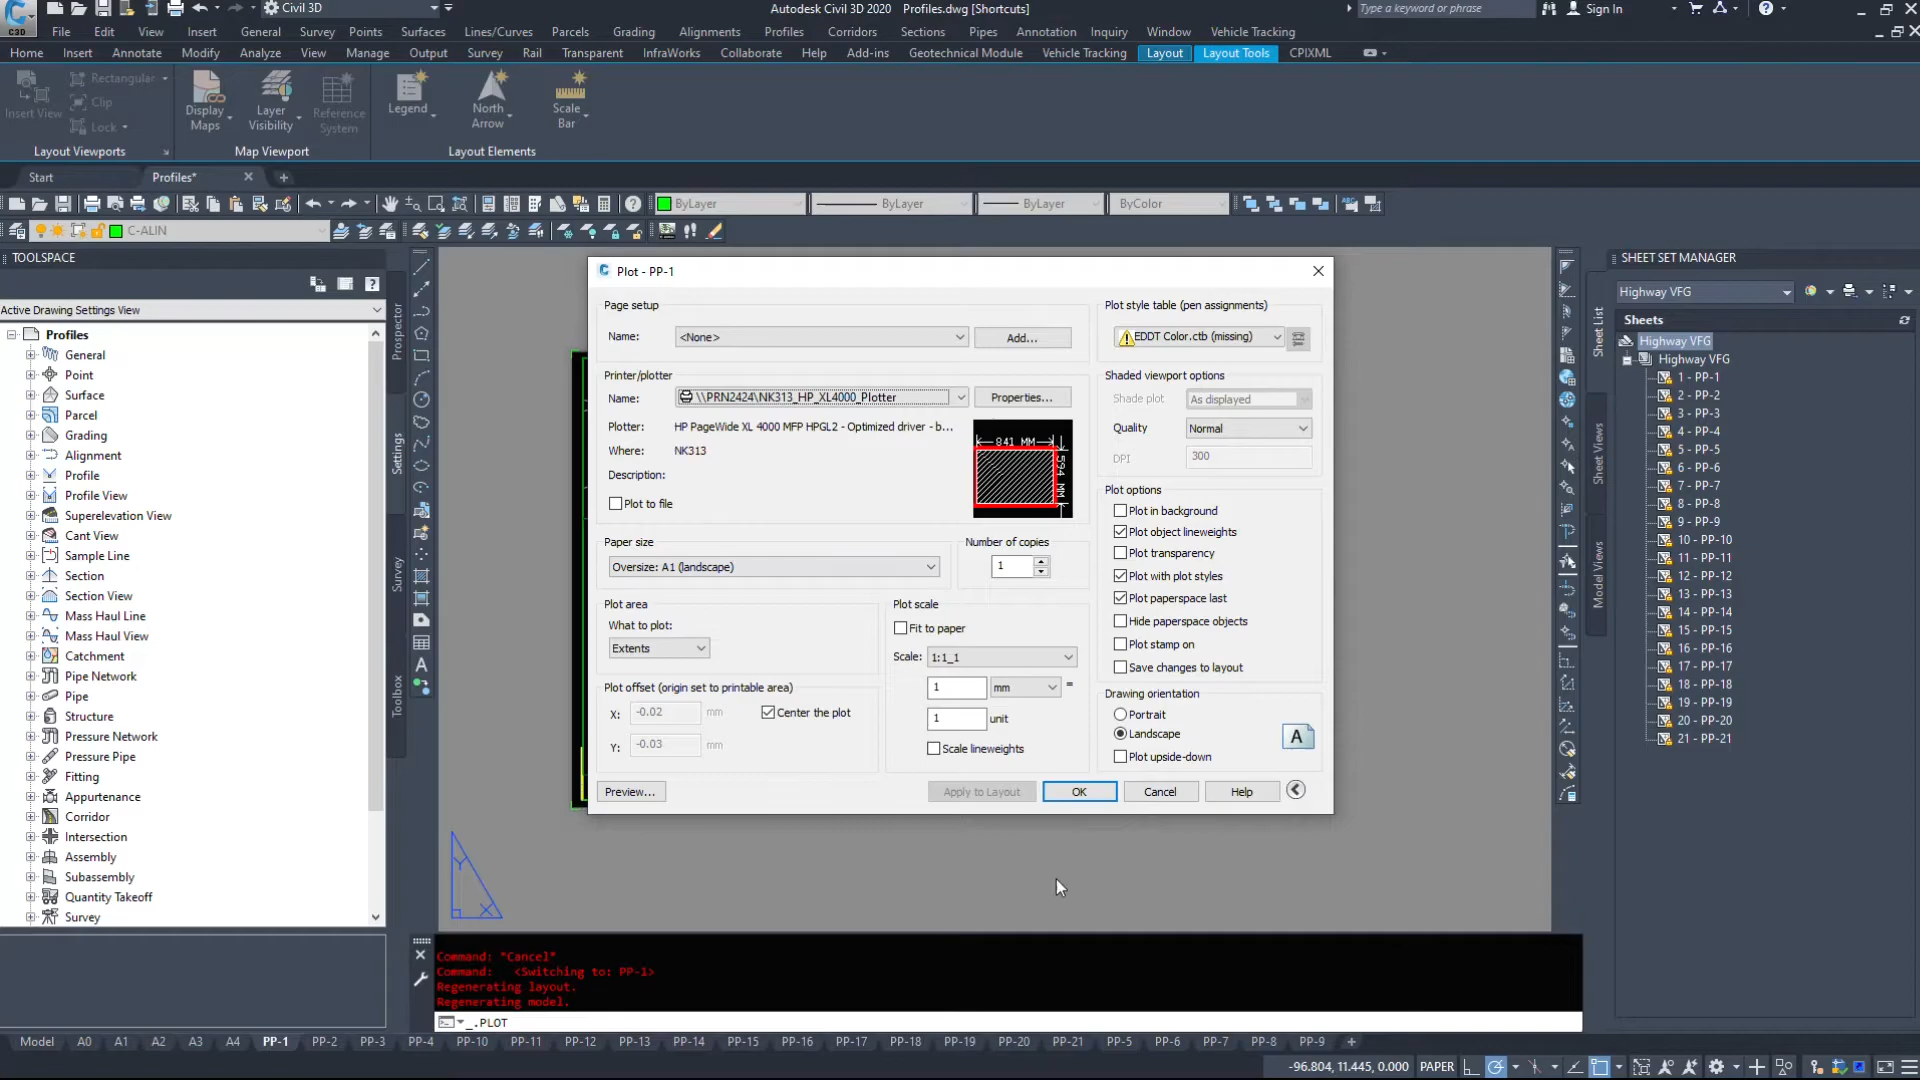 Civil 3D
Autodesk Civil 3D 2020 Profiles.dwg [Shortcuts]
Type a keyword or phrase
Sign In
C3D
File Edit View Insert General Survey Points Surfaces Lines/Curves Parcels Grading Alignments Profiles Corridors Sections Pipes Annotation Inquiry Window Vehicle Tracking
Home Insert Annotate Modify Analyze View Manage Output Survey Rail Transparent InfraWorks Collaborate Help Add-ins Geotechnical Module Vehicle Tracking Layout Layout Tools CPIXML
Insert View
Rectangular
Clip
Lock
Display Maps
Layer Visibility
Reference System
Legend
North Arrow
Scale Bar
Layout Viewports
Map Viewport
Layout Elements
Start
Profiles*
ByLayer
ByLayer
ByLayer
ByColor
C-ALIN
TOOLSPACE
Active Drawing Settings View
Profiles
General
Point
Surface
Parcel
Grading
Alignment
Profile
Profile View
Superelevation View
Cant View
Sample Line
Section
Section View
Mass Haul Line
Mass Haul View
Catchment
Pipe Network
Pipe
Structure
Pressure Network
Pressure Pipe
Fitting
Appurtenance
Corridor
Intersection
Assembly
Subassembly
Quantity Takeoff
Survey
Prospector
Settings
Survey
Toolbox
Plot - PP-1
Page setup
Name:
<None>
Add...
Printer/plotter
Name:
\\PRN2424\NK313_HP_XL4000_Plotter
Properties...
Plotter:
HP PageWide XL 4000 MFP HPGL2 - Optimized driver - b...
Where:
NK313
Description:
Plot to file
841 MM
594 MM
Paper size
Oversize: A1 (landscape)
Number of copies
1
Plot area
What to plot:
Extents
Plot offset (origin set to printable area)
X:
-0.02
mm
Center the plot
Y:
-0.03
mm
Plot scale
Fit to paper
Scale:
1:1_1
1
mm
=
1
unit
Scale lineweights
Plot style table (pen assignments)
EDDT Color.ctb (missing)
Shaded viewport options
Shade plot
As displayed
Quality
Normal
DPI
300
Plot options
Plot in background
Plot object lineweights
Plot transparency
Plot with plot styles
Plot paperspace last
Hide paperspace objects
Plot stamp on
Save changes to layout
Drawing orientation
Portrait
Landscape
Plot upside-down
A
Preview...
Apply to Layout
OK
Cancel
Help
Y
X
Command: *Cancel*
Command: <Switching to: PP-1>
Regenerating layout.
Regenerating model.
_.PLOT
SHEET SET MANAGER
Highway VFG
Sheets
Highway VFG
Highway VFG
1 - PP-1
2 - PP-2
3 - PP-3
4 - PP-4
5 - PP-5
6 - PP-6
7 - PP-7
8 - PP-8
9 - PP-9
10 - PP-10
11 - PP-11
12 - PP-12
13 - PP-13
14 - PP-14
15 - PP-15
16 - PP-16
17 - PP-17
18 - PP-18
19 - PP-19
20 - PP-20
21 - PP-21
Sheet List
Sheet Views
Model Views
Model A0 A1 A2 A3 A4 PP-1 PP-2 PP-3 PP-4 PP-10 PP-11 PP-12 PP-13 PP-14 PP-15 PP-16 PP-17 PP-18 PP-19 PP-20 PP-21 PP-5 PP-6 PP-7 PP-8 PP-9
-96.804, 11.445, 0.000 PAPER